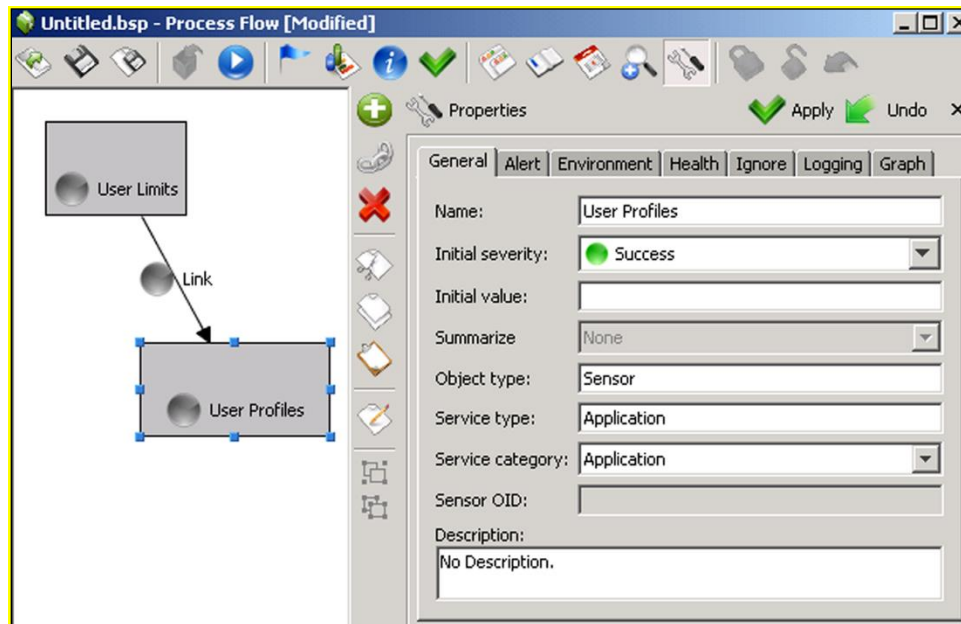 Untitled.bsp - Process Flow [Modified]
Properties
Apply
Undo
General Alert Environment Health Ignore Logging Graph
User Limits
Link
User Profiles
Name: User Profiles
Initial severity: Success
Initial value:
Summarize None
Object type: Sensor
Service type: Application
Service category: Application
Sensor OID:
Description:
No Description.